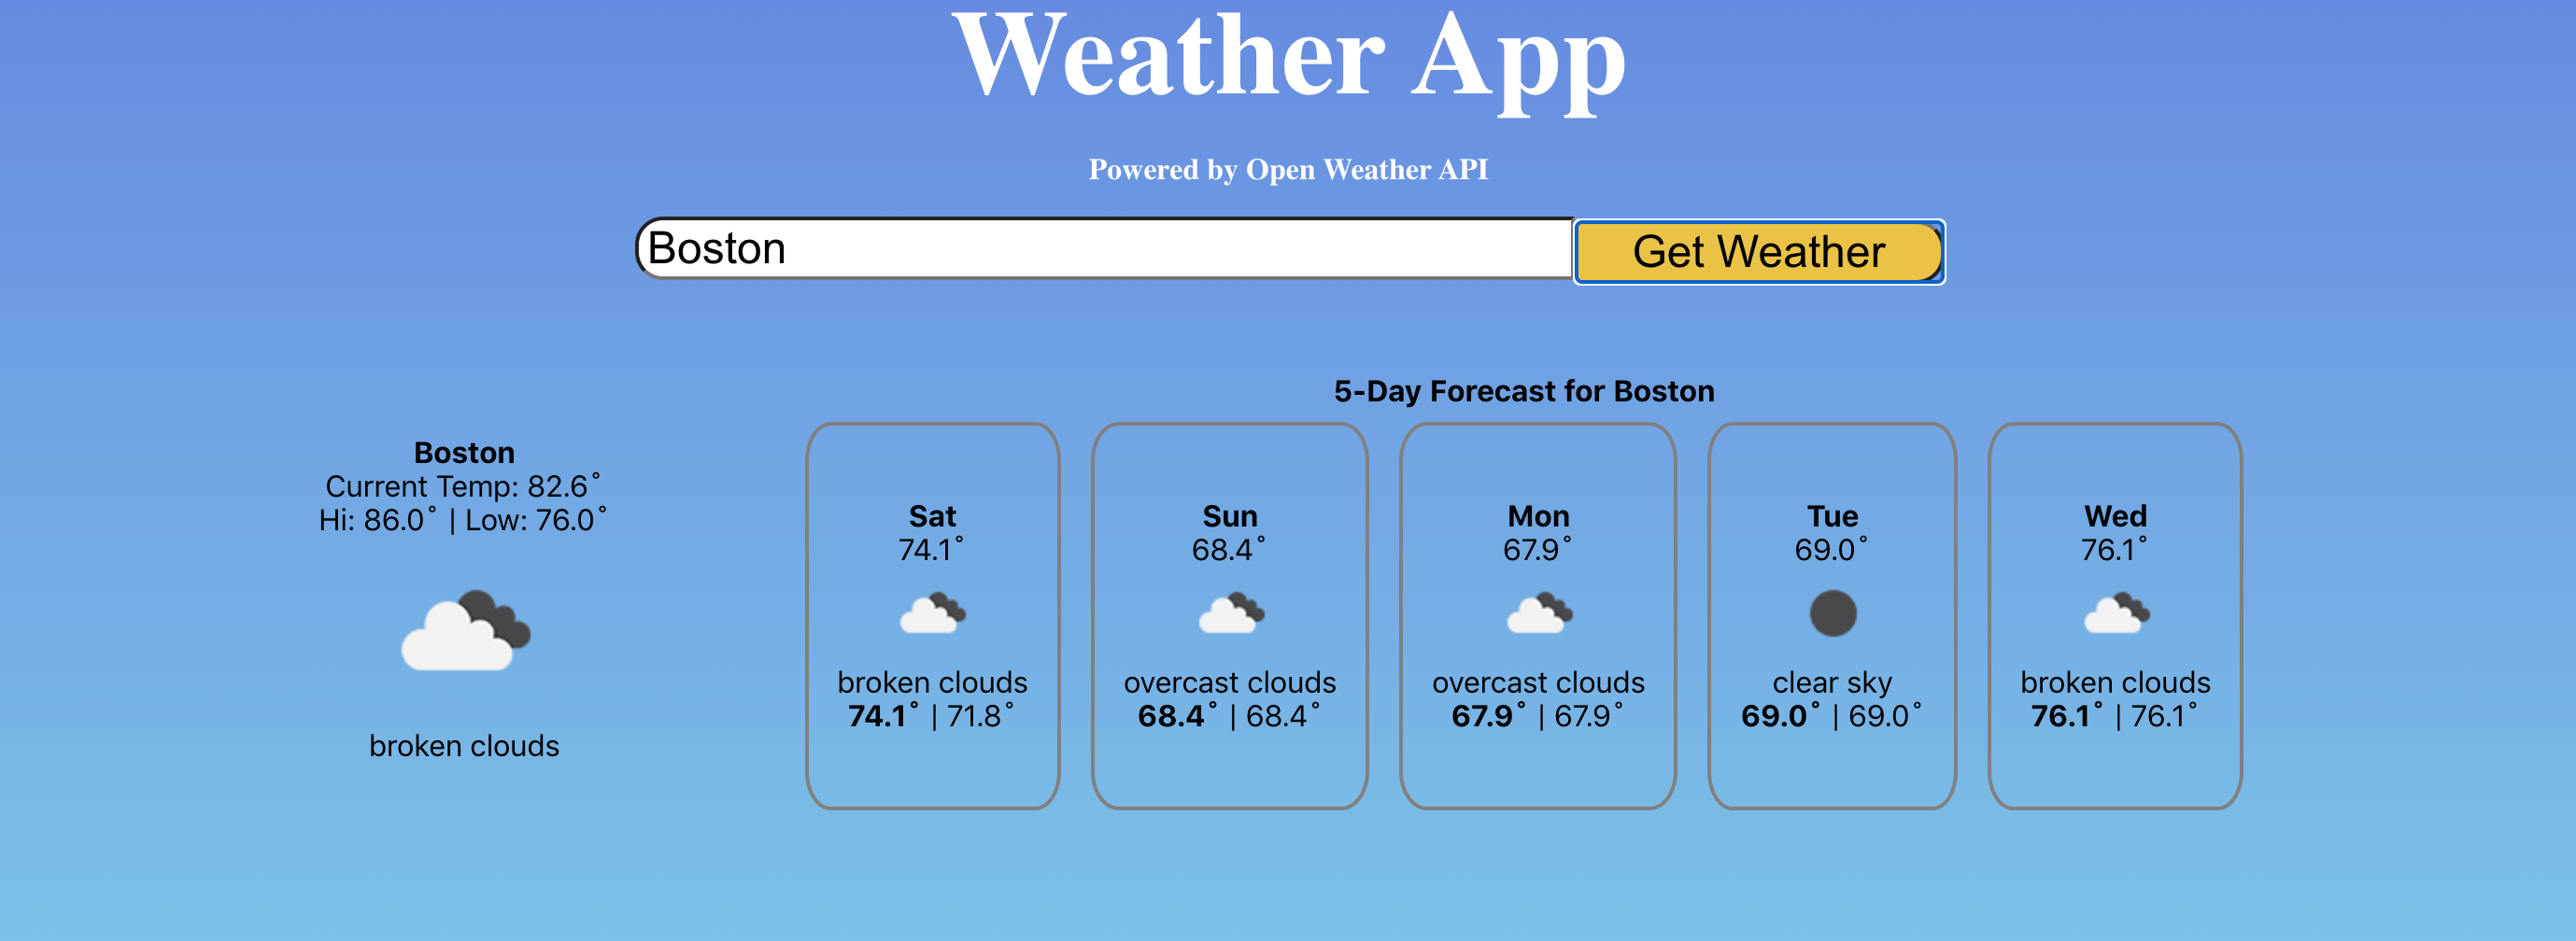 Weather App
Powered by Open Weather API
Boston
Get Weather
Boston
Current Temp: 82.6˚
Hi: 86.0˚ | Low: 76.0˚
broken clouds
5-Day Forecast for Boston
Sat
74.1˚
broken clouds
74.1˚ | 71.8˚
Sun
68.4˚
overcast clouds
68.4˚ | 68.4˚
Mon
67.9˚
overcast clouds
67.9˚ | 67.9˚
Tue
69.0˚
clear sky
69.0˚ | 69.0˚
Wed
76.1˚
broken clouds
76.1˚ | 76.1˚